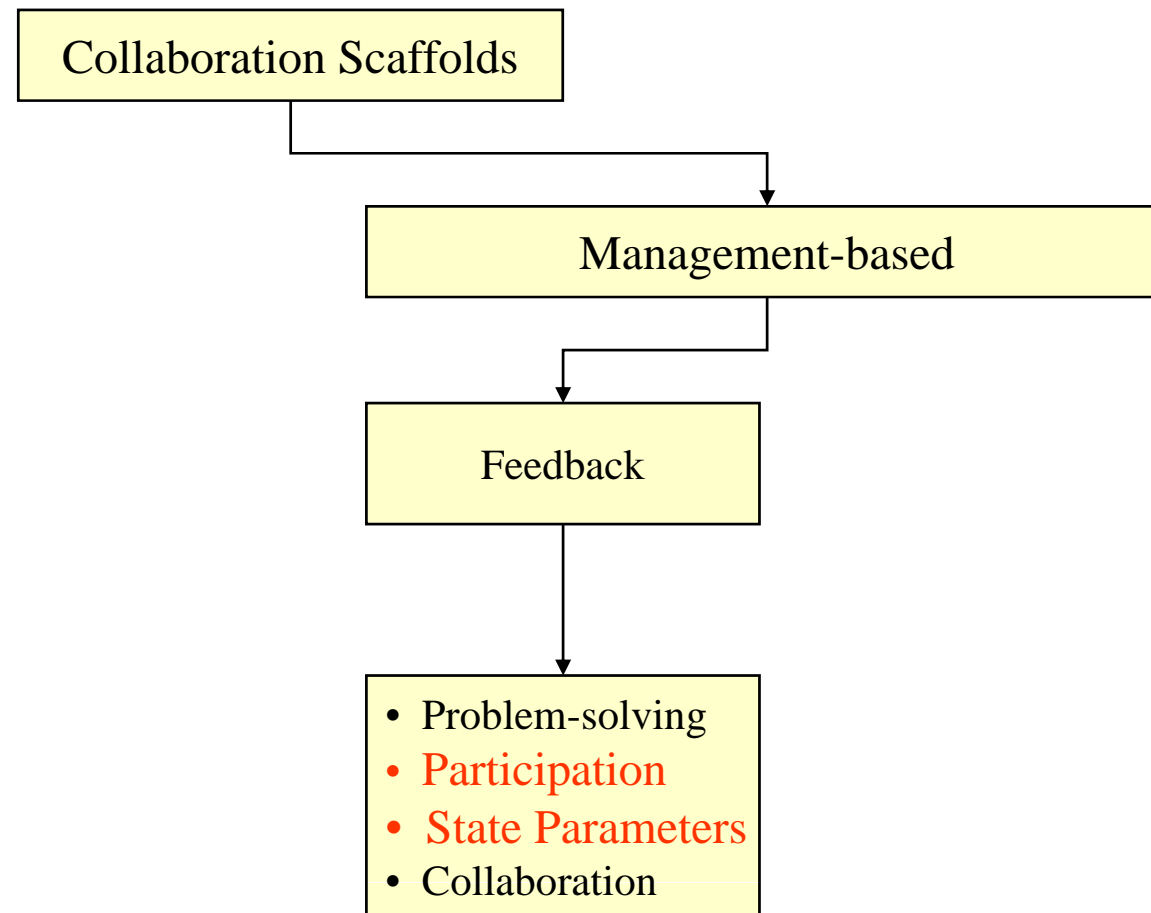 Collaboration Scaffolds
Management-based
Feedback
• Problem-solving
• Participation
• State Parameters
• Collaboration